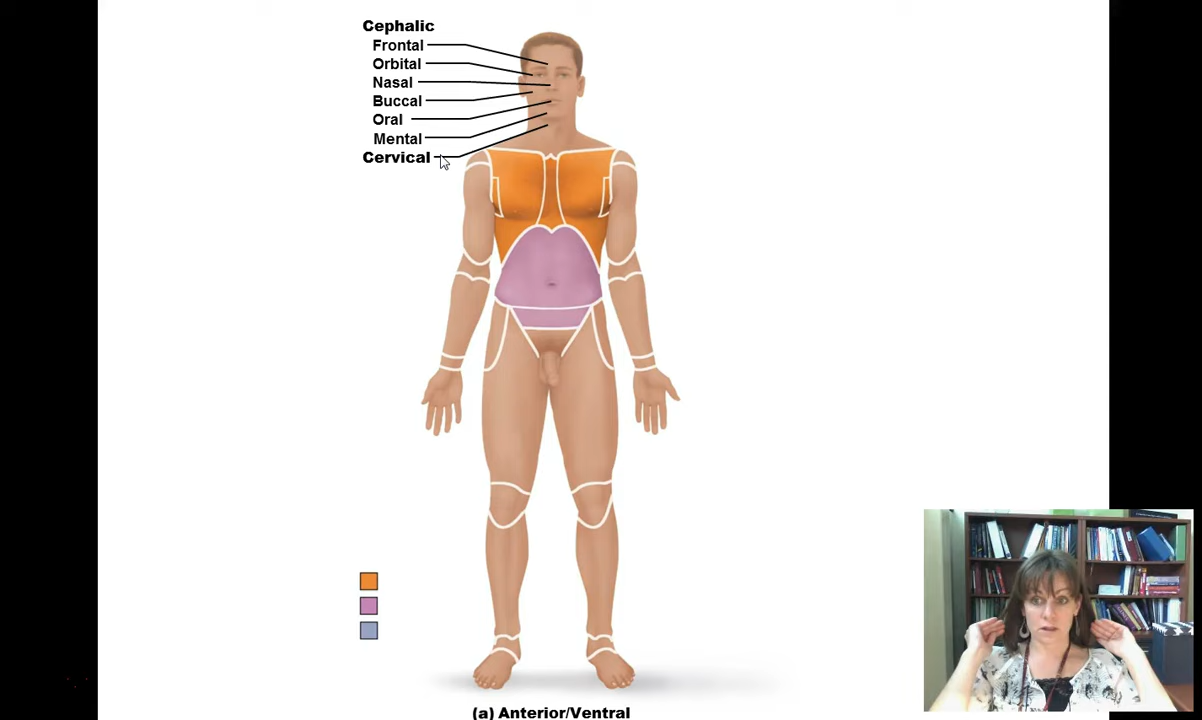 Cephalic
Frontal
Orbital
Nasal
Buccal
Oral
Mental
Cervical
(a) Anterior/Ventral